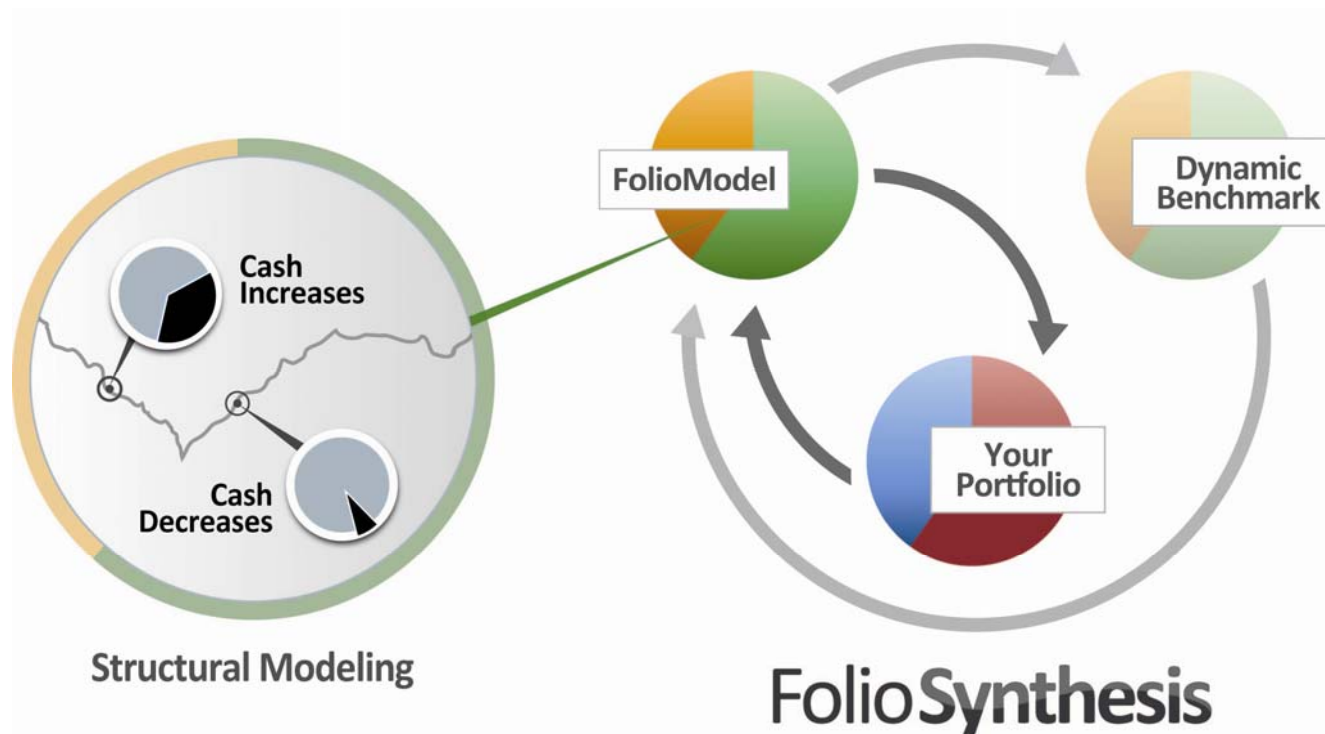 Cash
Increases
Cash
Decreases
Structural Modeling
FolioModel
Dynamic
Benchmark
Your
Portfolio
FolioSynthesis